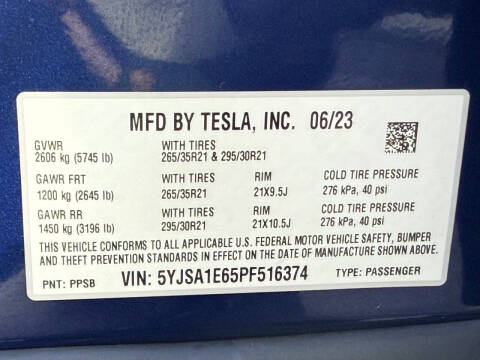 MFD BY TESLA, INC. 06/23
GVWR WITH TIRES
2606 kg (5745 lb) 265/35R21 & 295/30R21
GAWR FRT WITH TIRES RIM COLD TIRE PRESSURE
1200 kg (2645 lb) 265/35R21 21X9.5J 276 kPa, 40 psi
GAWR RR WITH TIRES RIM COLD TIRE PRESSURE
1450 kg (3196 lb) 295/30R21 21X10.5J 276 kPa, 40 psi
THIS VEHICLE CONFORMS TO ALL APPLICABLE U.S. FEDERAL MOTOR VEHICLE SAFETY, BUMPER
AND THEFT PREVENTION STANDARDS IN EFFECT ON THE DATE OF MANUFACTURE SHOWN ABOVE.
PNT: PPSB VIN: 5YJSA1E65PF516374 TYPE: PASSENGER